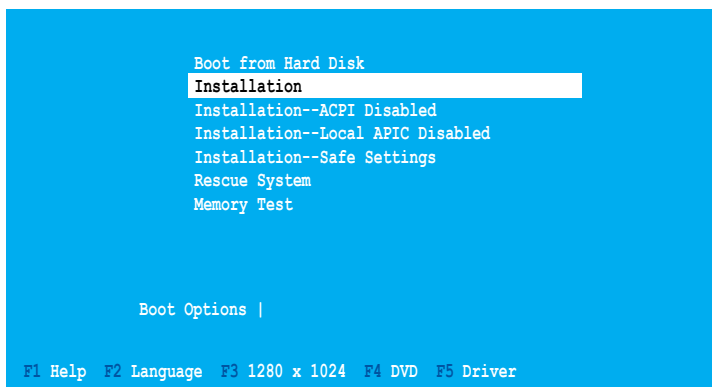 Boot from Hard Disk
Installation
Installation--ACPI Disabled
Installation--Local APIC Disabled
Installation--Safe Settings
Rescue System
Memory Test
Boot Options |
F1 Help F2 Language F3 1280 x 1024 F4 DVD F5 Driver